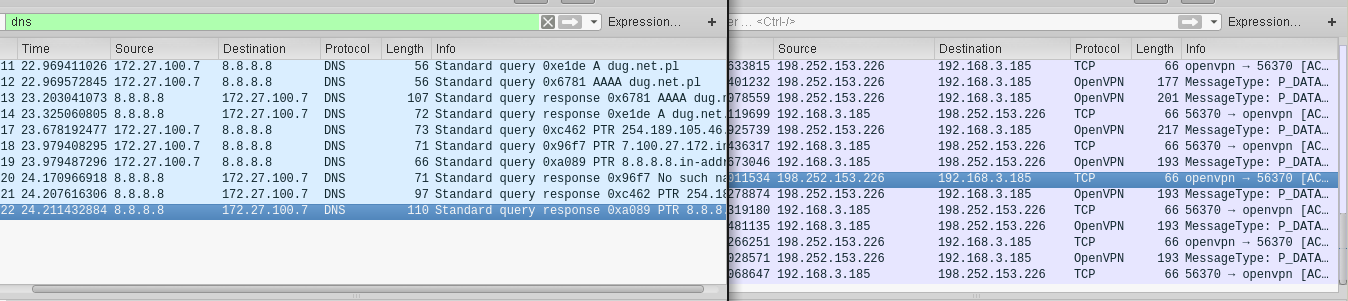 dns Expression… +
Time Source Destination Protocol Length Info
11 22.969411026 172.27.100.7 8.8.8.8 DNS 56 Standard query 0xe1de A dug.net.pl
12 22.969572845 172.27.100.7 8.8.8.8 DNS 56 Standard query 0x6781 AAAA dug.net.pl
13 23.203041073 8.8.8.8 172.27.100.7 DNS 107 Standard query response 0x6781 AAAA dug.n
14 23.325060805 8.8.8.8 172.27.100.7 DNS 72 Standard query response 0xe1de A dug.net.
17 23.678192477 172.27.100.7 8.8.8.8 DNS 73 Standard query 0xc462 PTR 254.189.105.46
18 23.979408295 172.27.100.7 8.8.8.8 DNS 71 Standard query 0x96f7 PTR 7.100.27.172.i
19 23.979487296 172.27.100.7 8.8.8.8 DNS 66 Standard query 0xa089 PTR 8.8.8.8.in-addr
20 24.170966918 8.8.8.8 172.27.100.7 DNS 71 Standard query response 0x96f7 No such na
21 24.207616306 8.8.8.8 172.27.100.7 DNS 97 Standard query response 0xc462 PTR 254.18
22 24.211432884 8.8.8.8 172.27.100.7 DNS 110 Standard query response 0xa089 PTR 8.8.8.
er… <Ctrl-/> Expression… +
Source Destination Protocol Length Info
633815 198.252.153.226 192.168.3.185 TCP 66 openvpn → 56370 [AC…
401232 198.252.153.226 192.168.3.185 OpenVPN 177 MessageType: P_DATA…
078559 198.252.153.226 192.168.3.185 OpenVPN 201 MessageType: P_DATA…
119699 192.168.3.185 198.252.153.226 TCP 66 56370 → openvpn [AC…
925739 192.168.3.185 198.252.153.226 OpenVPN 217 MessageType: P_DATA…
436317 198.252.153.226 192.168.3.185 TCP 66 openvpn → 56370 [AC…
673046 192.168.3.185 198.252.153.226 OpenVPN 193 MessageType: P_DATA…
011534 198.252.153.226 192.168.3.185 TCP 66 openvpn → 56370 [AC…
278874 198.252.153.226 192.168.3.185 OpenVPN 193 MessageType: P_DATA…
319180 192.168.3.185 198.252.153.226 TCP 66 56370 → openvpn [AC…
481135 192.168.3.185 198.252.153.226 OpenVPN 193 MessageType: P_DATA…
266251 198.252.153.226 192.168.3.185 TCP 66 openvpn → 56370 [AC…
028571 198.252.153.226 192.168.3.185 OpenVPN 193 MessageType: P_DATA…
068647 192.168.3.185 198.252.153.226 TCP 66 56370 → openvpn [AC…